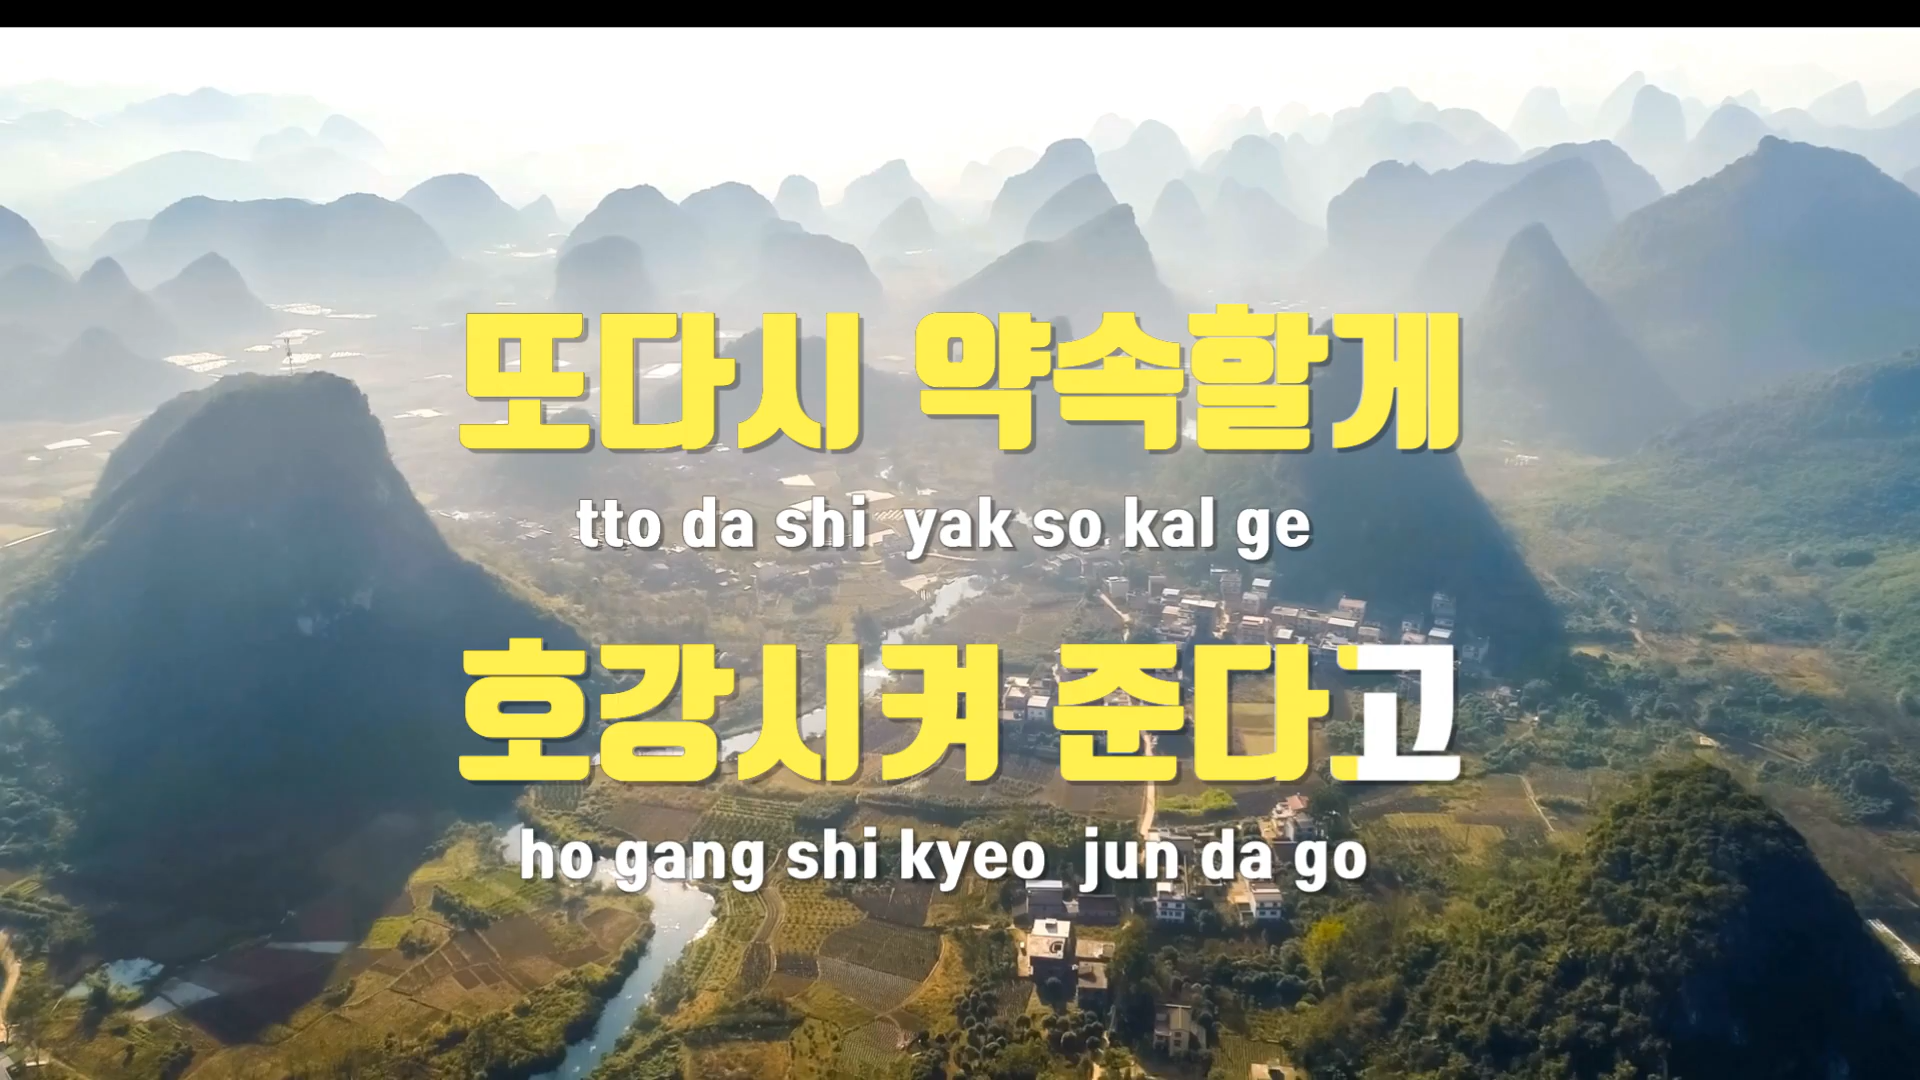 또다시 약속할게
tto da shi yak so kal ge
호강시켜 준다고
ho gang shi kyeo jun da go